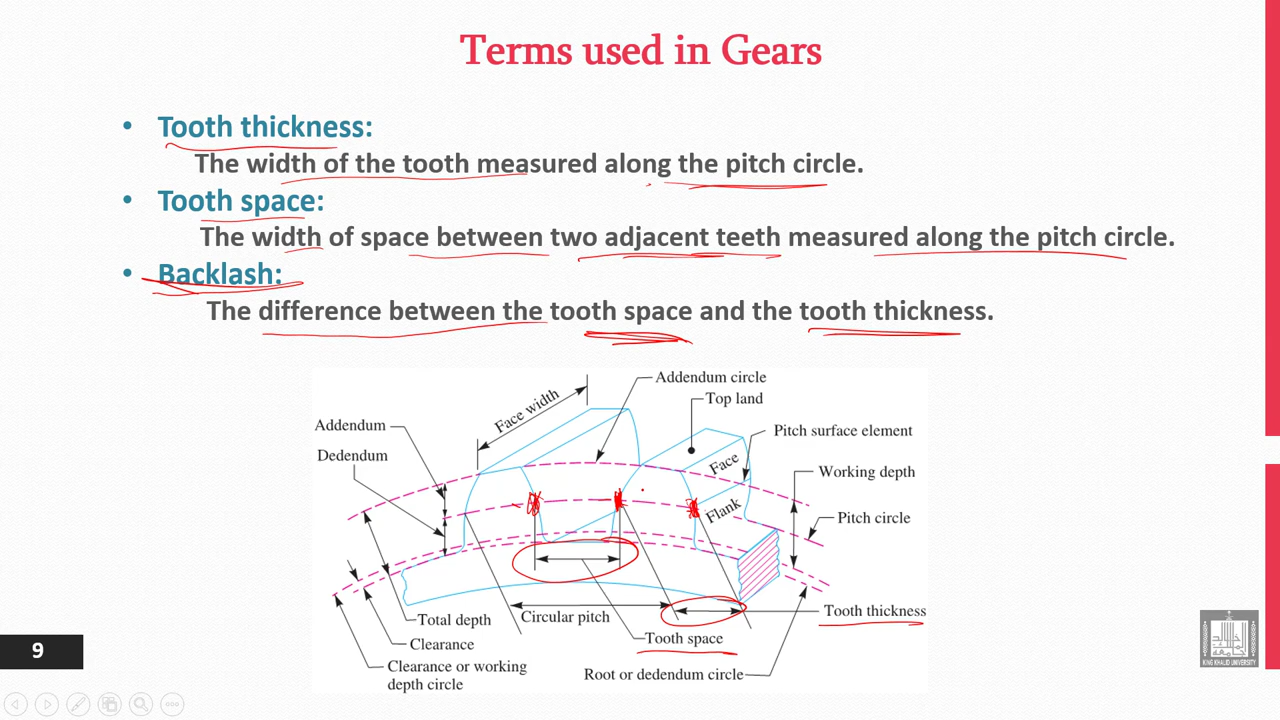 Terms used in Gears
• Tooth thickness:
The width of the tooth measured along the pitch circle.
• Tooth space:
The width of space between two adjacent teeth measured along the pitch circle.
• Backlash:
The difference between the tooth space and the tooth thickness.
Addendum circle
Top land
Face width
Addendum
Pitch surface element
Dedendum
Face
Working depth
Flank
Pitch circle
Tooth thickness
Circular pitch
Total depth
Tooth space
Clearance
Clearance or working
depth circle
Root or dedendum circle
9
KING KHALID UNIVERSITY